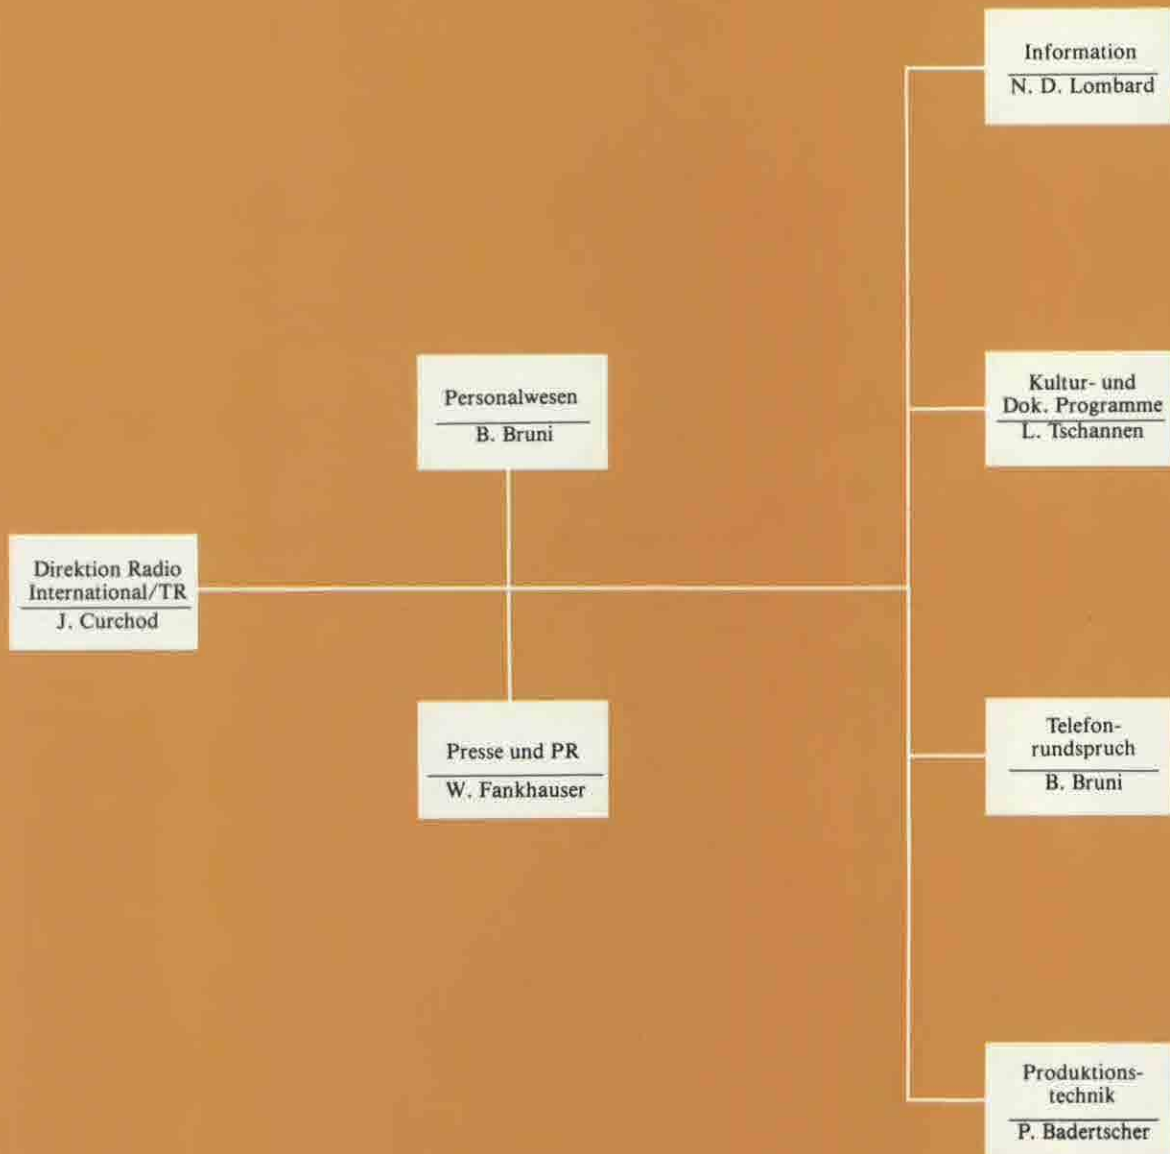 Information
N. D. Lombard
Kultur- und
Dok. Programme
L. Tschannen
Personalwesen
B. Bruni
Direktion Radio
International/TR
J. Curchod
Presse und PR
W. Fankhauser
Telefon-
rundspruch
B. Bruni
Produktions-
technik
P. Badertscher